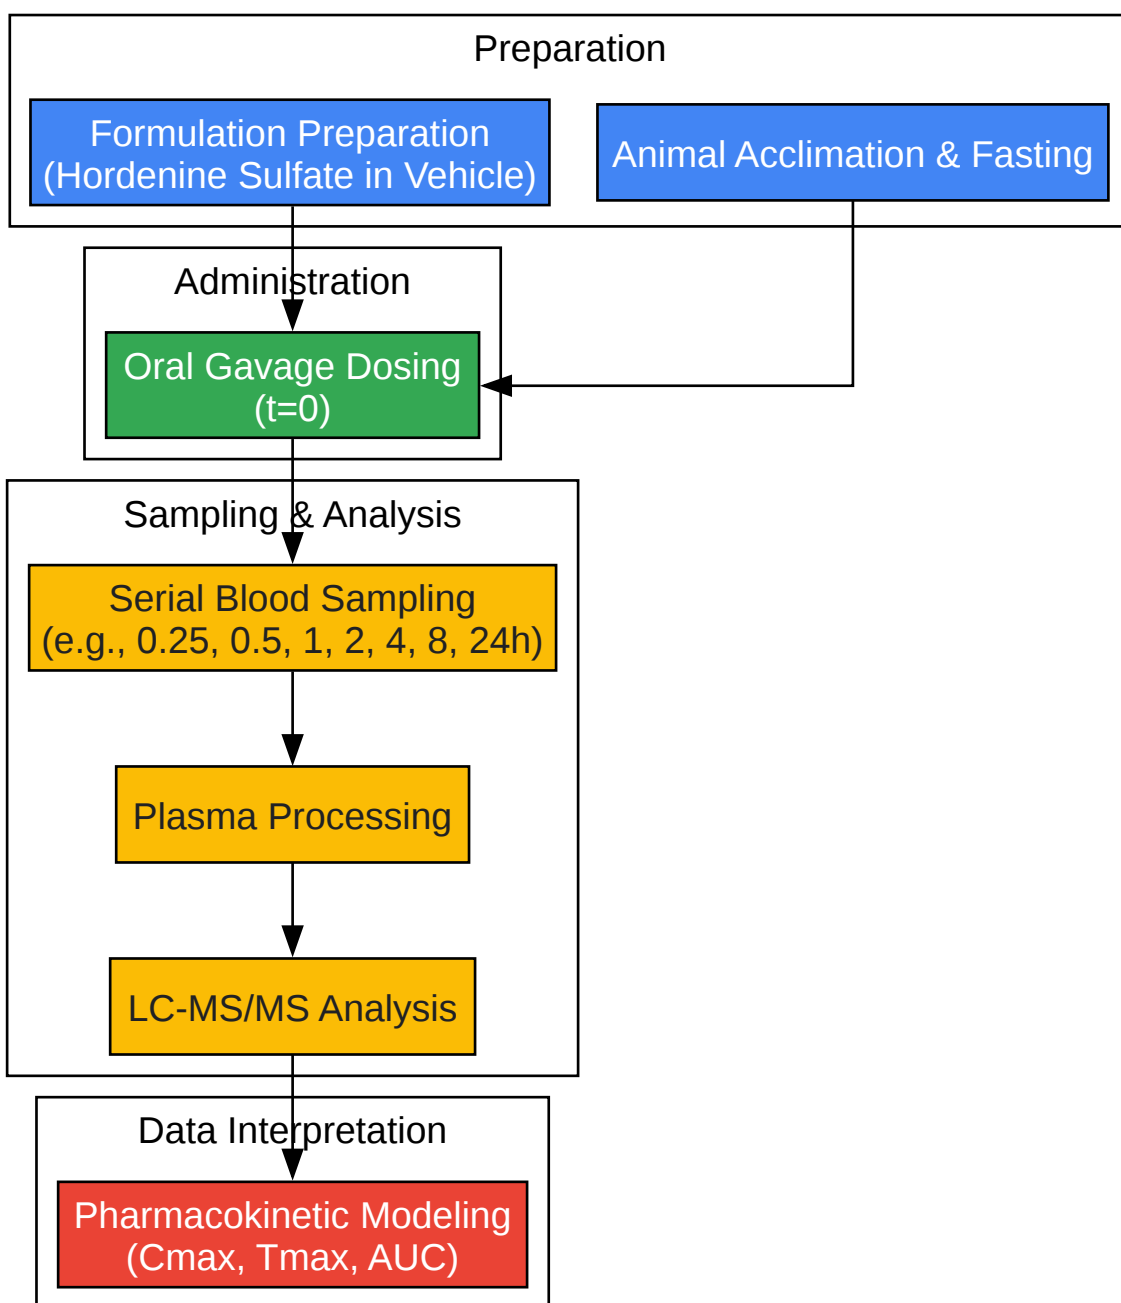 Preparation
Formulation Preparation
(Hordenine Sulfate in Vehicle)
Animal Acclimation & Fasting
Administration
Oral Gavage Dosing
(t=0)
Sampling & Analysis
Serial Blood Sampling
(e.g., 0.25, 0.5, 1, 2, 4, 8, 24h)
Plasma Processing
LC-MS/MS Analysis
Data Interpretation
Pharmacokinetic Modeling
(Cmax, Tmax, AUC)